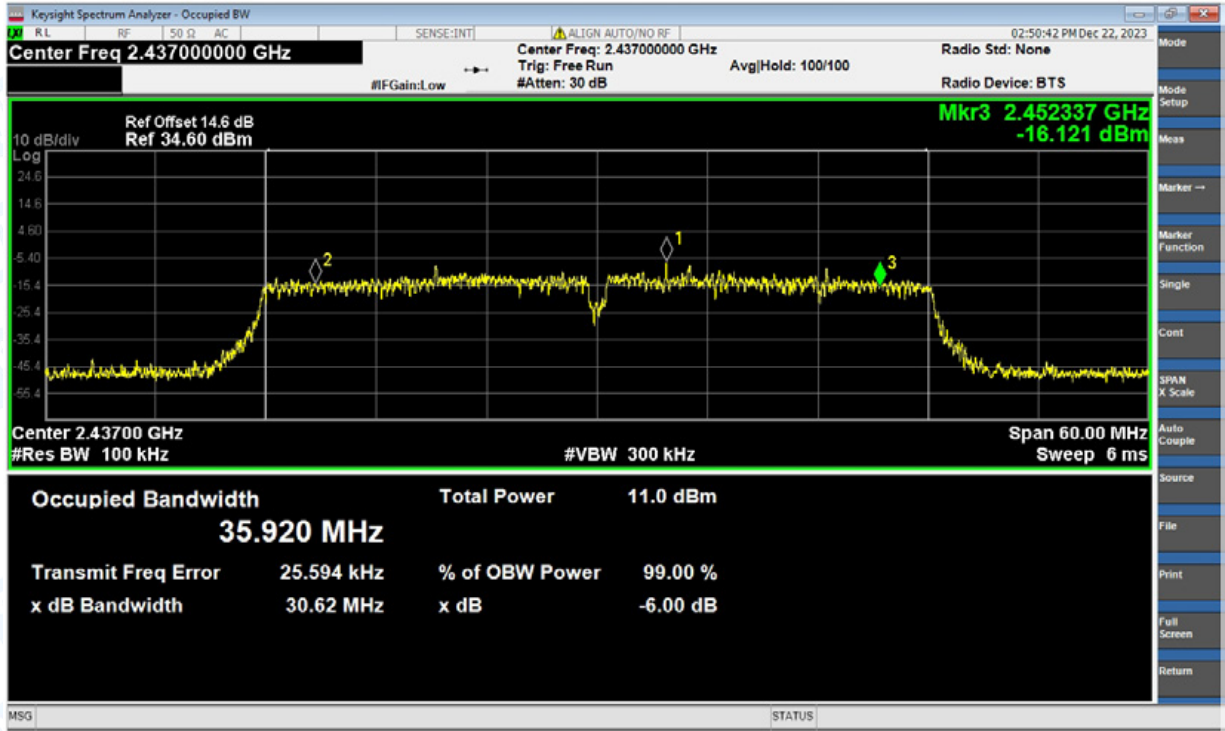 Keysight Spectrum Analyzer - Occupied BW
RL RF 50 Ω AC SENSE:INT ALIGN AUTO/NO RF 02:50:42 PM Dec 22, 2023
Center Freq 2.437000000 GHz
Center Freq: 2.437000000 GHz
Radio Std: None
Trig: Free Run Avg|Hold: 100/100
#IFGain:Low #Atten: 30 dB Radio Device: BTS
Mkr3 2.452337 GHz
-16.121 dBm
Ref Offset 14.6 dB
10 dB/div Ref 34.60 dBm
Log
24.6
14.6
4.60
-5.40
-15.4
-25.4
-35.4
-45.4
-55.4
2
1
3
Center 2.43700 GHz Span 60.00 MHz
#Res BW 100 kHz #VBW 300 kHz Sweep 6 ms
Occupied Bandwidth Total Power 11.0 dBm
35.920 MHz
Transmit Freq Error 25.594 kHz % of OBW Power 99.00 %
x dB Bandwidth 30.62 MHz x dB -6.00 dB
MSG STATUS
Mode
Mode
Setup
Meas
Marker →
Marker
Function
Single
Cont
SPAN
X Scale
Auto
Couple
Source
File
Print
Full
Screen
Return